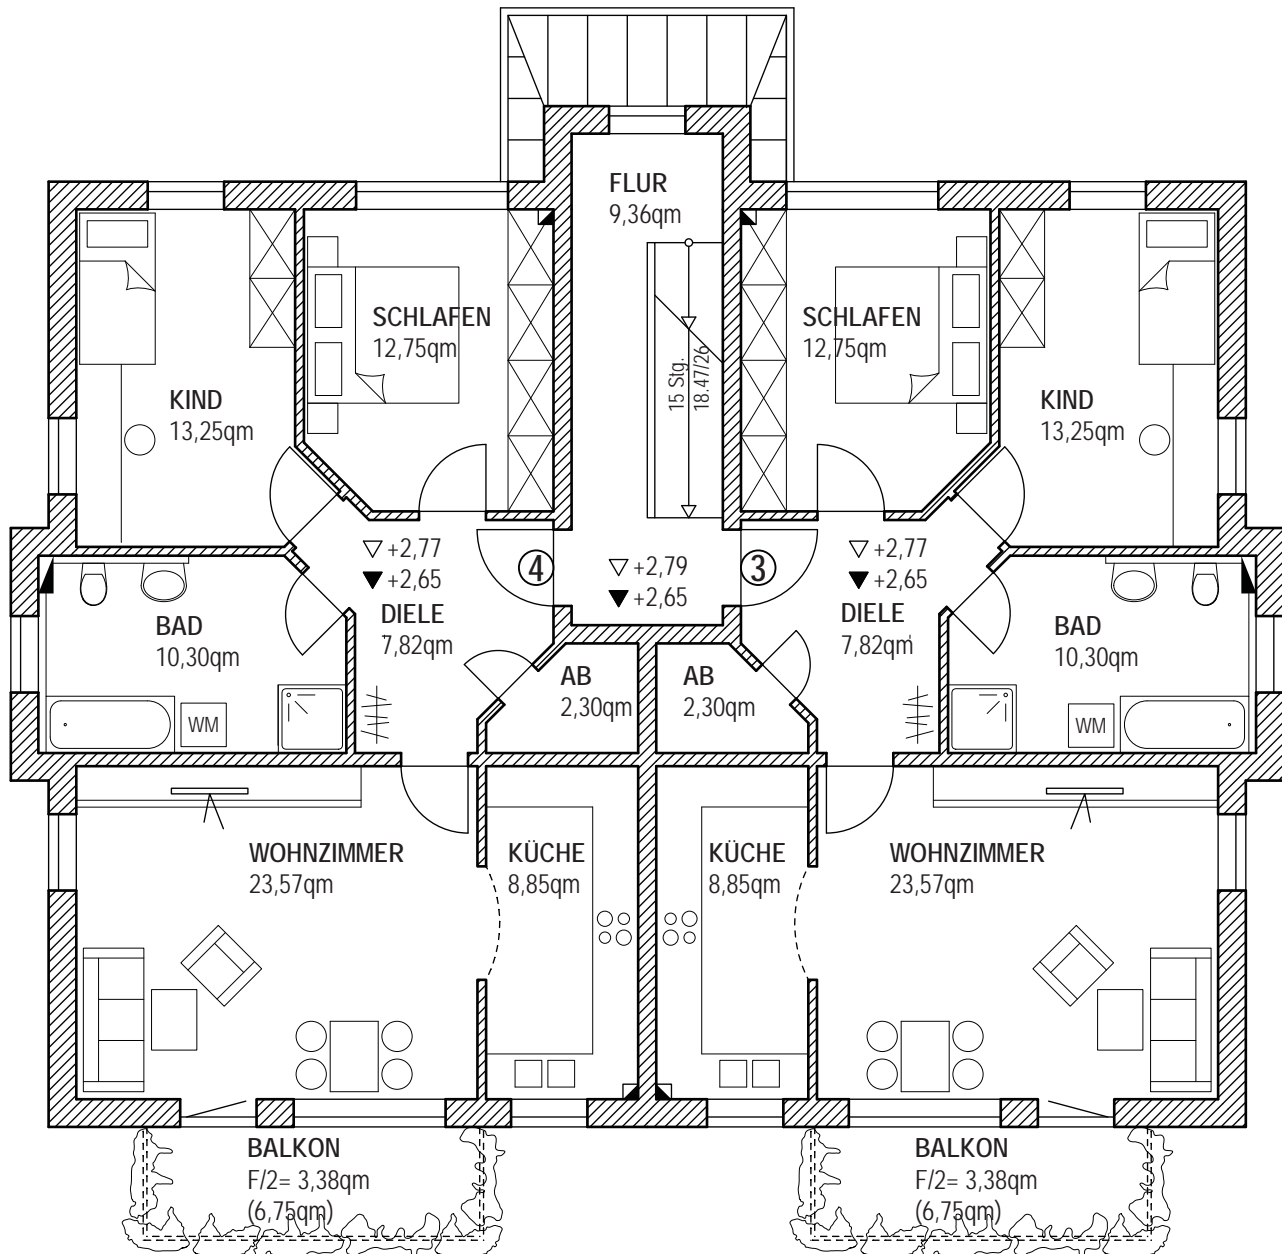 FLUR
9,36qm
SCHLAFEN
12,75qm
SCHLAFEN
12,75qm
15 Stg.
18.47/26
KIND
13,25qm
KIND
13,25qm
+2,77
+2,65
4
+2,79
+2,65
3
+2,77
+2,65
DIELE
7,82qm
DIELE
7,82qm
BAD
10,30qm
BAD
10,30qm
AB
2,30qm
AB
2,30qm
WM
WM
WOHNZIMMER
23,57qm
KÜCHE
8,85qm
KÜCHE
8,85qm
WOHNZIMMER
23,57qm
BALKON
F/2= 3,38qm
(6,75qm)
BALKON
F/2= 3,38qm
(6,75qm)